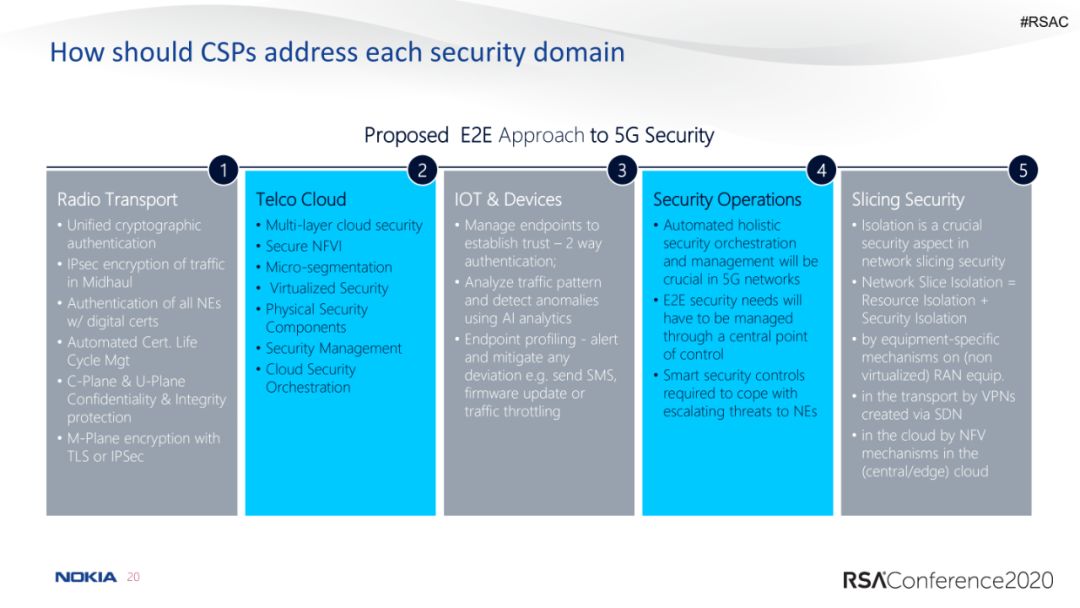 #RSAC
How should CSPs address each security domain
Proposed E2E Approach to 5G Security
1
Radio Transport
• Unified cryptographic
authentication
• IPsec encryption of traffic
in Midhaul
• Authentication of all NEs
w/ digital certs
• Automated Cert. Life
Cycle Mgt
• C-Plane & U-Plane
Confidentiality & Integrity
protection
• M-Plane encryption with
TLS or IPSec
2
Telco Cloud
• Multi-layer cloud security
• Secure NFVI
• Micro-segmentation
• Virtualized Security
• Physical Security
Components
• Security Management
• Cloud Security
Orchestration
3
IOT & Devices
• Manage endpoints to
establish trust – 2 way
authentication;
• Analyze traffic pattern
and detect anomalies
using AI analytics
• Endpoint profiling - alert
and mitigate any
deviation e.g. send SMS,
firmware update or
traffic throttling
4
Security Operations
• Automated holistic
security orchestration
and management will be
crucial in 5G networks
• E2E security needs will
have to be managed
through a central point
of control
• Smart security controls
required to cope with
escalating threats to NEs
5
Slicing Security
• Isolation is a crucial
security aspect in
network slicing security
• Network Slice Isolation =
Resource Isolation +
Security Isolation
• by equipment-specific
mechanisms on (non
virtualized) RAN equip.
• in the transport by VPNs
created via SDN
• in the cloud by NFV
mechanisms in the
(central/edge) cloud
NOKIA 20
RSAConference2020